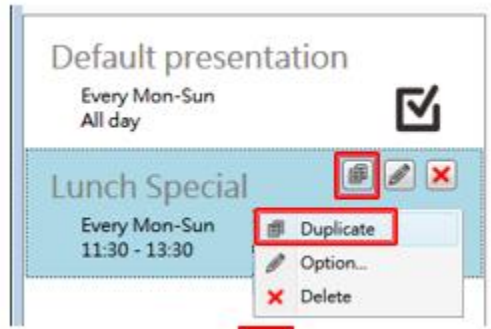 Default presentation
Every Mon-Sun
All day
Lunch Special
Every Mon-Sun
11:30 - 13:30
Duplicate
Option...
Delete